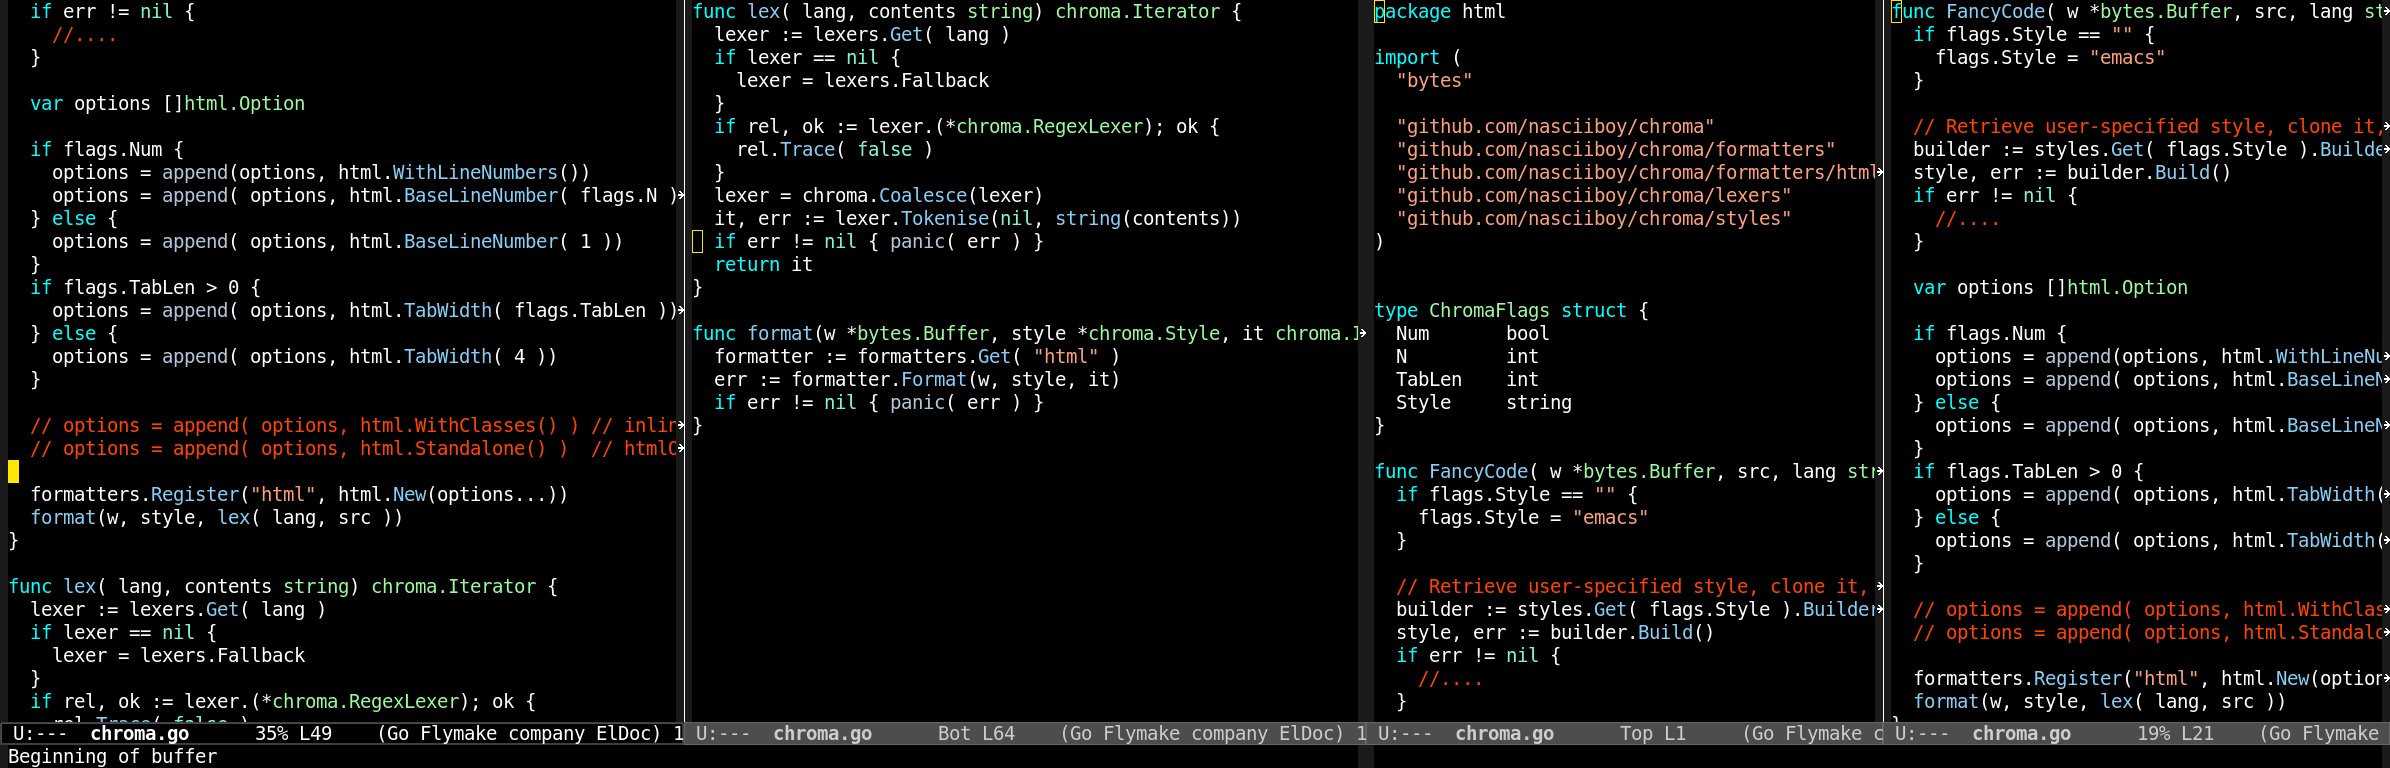 if err != nil {
    //....
  }

  var options []html.Option

  if flags.Num {
    options = append(options, html.WithLineNumbers())
    options = append( options, html.BaseLineNumber( flags.N )
  } else {
    options = append( options, html.BaseLineNumber( 1 ))
  }
  if flags.TabLen > 0 {
    options = append( options, html.TabWidth( flags.TabLen ))
  } else {
    options = append( options, html.TabWidth( 4 ))
  }

  // options = append( options, html.WithClasses() ) // inlin
  // options = append( options, html.Standalone() )  // html

  formatters.Register("html", html.New(options...))
  format(w, style, lex( lang, src ))
}

func lex( lang, contents string) chroma.Iterator {
  lexer := lexers.Get( lang )
  if lexer == nil {
    lexer = lexers.Fallback
  }
  if rel, ok := lexer.(*chroma.RegexLexer); ok {
    rel.Trace( false )
U:---  chroma.go      35% L49    (Go Flymake company ElDoc) 1
Beginning of buffer
func lex( lang, contents string) chroma.Iterator {
  lexer := lexers.Get( lang )
  if lexer == nil {
    lexer = lexers.Fallback
  }
  if rel, ok := lexer.(*chroma.RegexLexer); ok {
    rel.Trace( false )
  }
  lexer = chroma.Coalesce(lexer)
  it, err := lexer.Tokenise(nil, string(contents))
  if err != nil { panic( err ) }
  return it
}

func format(w *bytes.Buffer, style *chroma.Style, it chroma.I
  formatter := formatters.Get( "html" )
  err := formatter.Format(w, style, it)
  if err != nil { panic( err ) }
}
U:---  chroma.go      Bot L64    (Go Flymake company ElDoc) 1
package html

import (
  "bytes"

  "github.com/nasciiboy/chroma"
  "github.com/nasciiboy/chroma/formatters"
  "github.com/nasciiboy/chroma/formatters/html
  "github.com/nasciiboy/chroma/lexers"
  "github.com/nasciiboy/chroma/styles"
)


type ChromaFlags struct {
  Num       bool
  N         int
  TabLen    int
  Style     string
}

func FancyCode( w *bytes.Buffer, src, lang str
  if flags.Style == "" {
    flags.Style = "emacs"
  }

  // Retrieve user-specified style, clone it,
  builder := styles.Get( flags.Style ).Builder
  style, err := builder.Build()
  if err != nil {
    //....
  }
U:---  chroma.go      Top L1     (Go Flymake c
func FancyCode( w *bytes.Buffer, src, lang st
  if flags.Style == "" {
    flags.Style = "emacs"
  }

  // Retrieve user-specified style, clone it,
  builder := styles.Get( flags.Style ).Builde
  style, err := builder.Build()
  if err != nil {
    //....
  }

  var options []html.Option

  if flags.Num {
    options = append(options, html.WithLineNu
    options = append( options, html.BaseLineN
  } else {
    options = append( options, html.BaseLineN
  }
  if flags.TabLen > 0 {
    options = append( options, html.TabWidth(
  } else {
    options = append( options, html.TabWidth(
  }

  // options = append( options, html.WithClas
  // options = append( options, html.Standalo

  formatters.Register("html", html.New(option
  format(w, style, lex( lang, src ))
}
U:---  chroma.go      19% L21    (Go Flymake